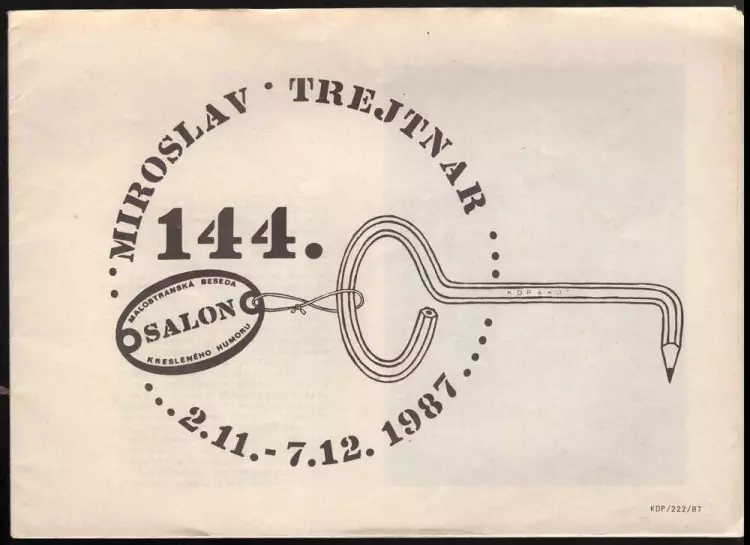 MIROSLAV · TREJTNAR
144.
MALOSTRANSKÁ BESEDA
SALON
KRESLENÉHO HUMORU
2.11.-7.12. 1987
KDP/222/87